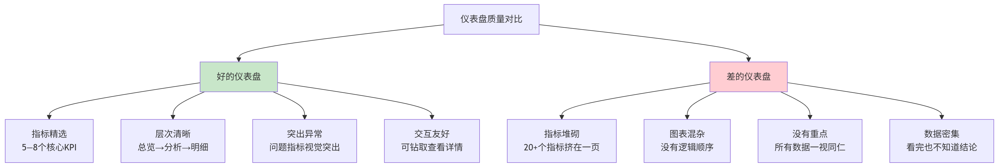 仪表盘质量对比
好的仪表盘
差的仪表盘
指标精选
5–8个核心KPI
层次清晰
总览→分析→明细
突出异常
问题指标视觉突出
交互友好
可钻取查看详情
指标堆砌
20+个指标挤在一页
图表混杂
没有逻辑顺序
没有重点
所有数据一视同仁
数据密集
看完也不知道结论